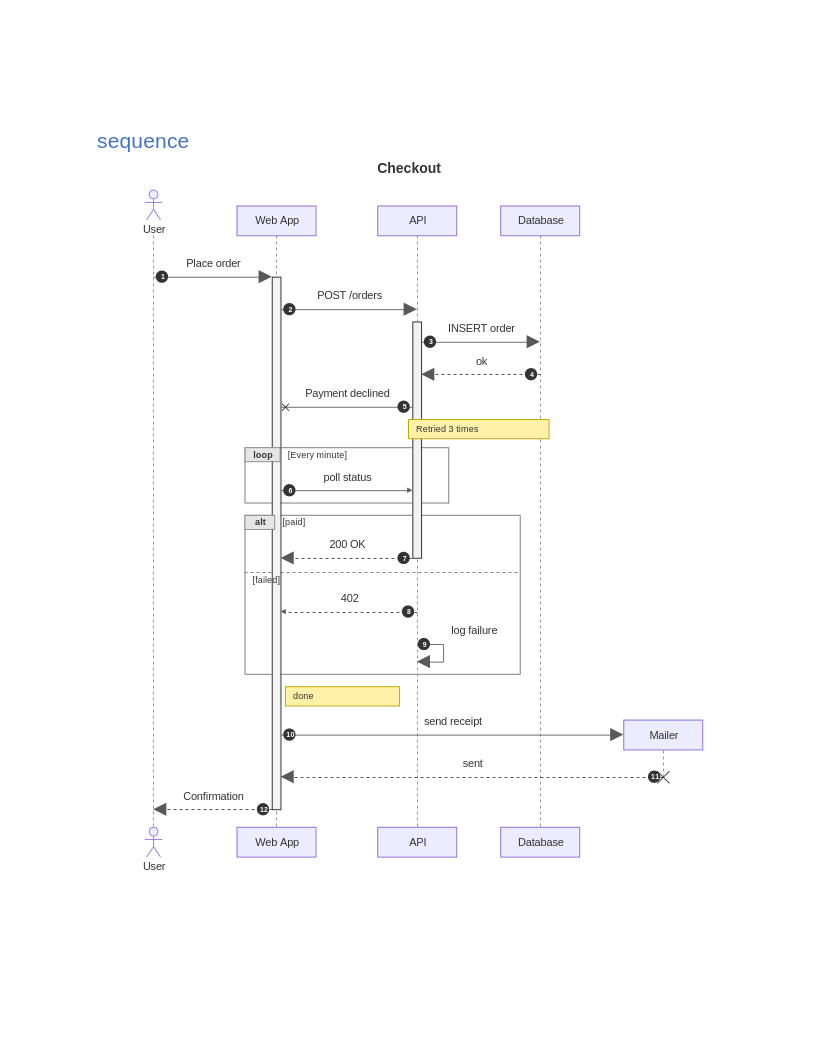 sequence
Checkout
User
Web App
API
Database
Place order
1
POST /orders
2
INSERT order
3
ok
4
Payment declined
5
Retried 3 times
loop
[Every minute]
poll status
6
alt
[paid]
200 OK
7
[failed]
402
8
log failure
9
done
send receipt
10
Mailer
sent
11
Confirmation
12
User
Web App
API
Database